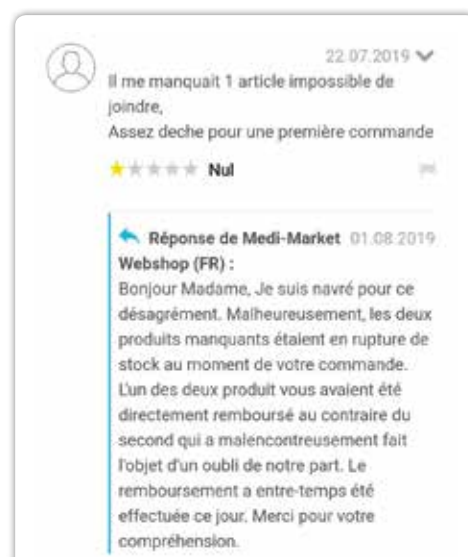 22.07.2019
Il me manquait 1 article impossible de
joindre,
Assez deche pour une première commande
Nul
Réponse de Medi-Market 01.08.2019
Webshop (FR) :
Bonjour Madame, Je suis navré pour ce
désagrément. Malheureusement, les deux
produits manquants étaient en rupture de
stock au moment de votre commande.
L'un des deux produit vous avaient été
directement remboursé au contraire du
second qui a malencontreusement fait
l'objet d'un oubli de notre part. Le
remboursement a entre-temps été
effectuée ce jour. Merci pour votre
compréhension.